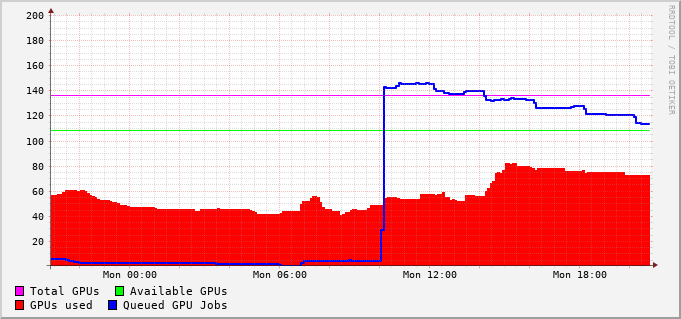 200
180
160
140
120
100
80
60
40
20
Mon 00:00 Mon 06:00 Mon 12:00 Mon 18:00
Total GPUs Available GPUs
GPUs used Queued GPU Jobs
RRDTOOL / TOBI OETIKER